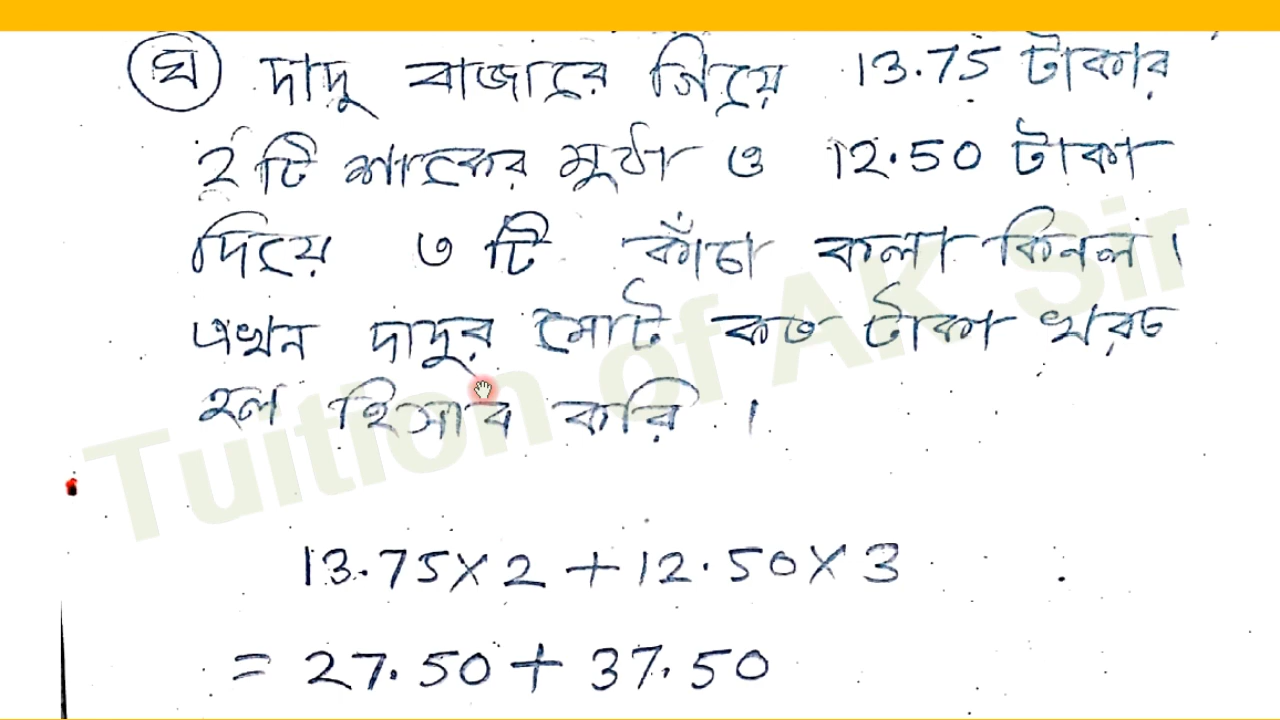 ঘ দাদু বাজারে গিয়ে 13.75 টাকার
2 টি শাকের মুঠা ও 12.50 টাকা
দিয়ে ৩ টি কাঁচা কলা কিনল।
এখন দাদুর মোট কত টাকা খরচ
হল হিসাব করি।
Tuition of AK Sir
13.75 × 2 + 12.50 × 3
= 27.50 + 37.50